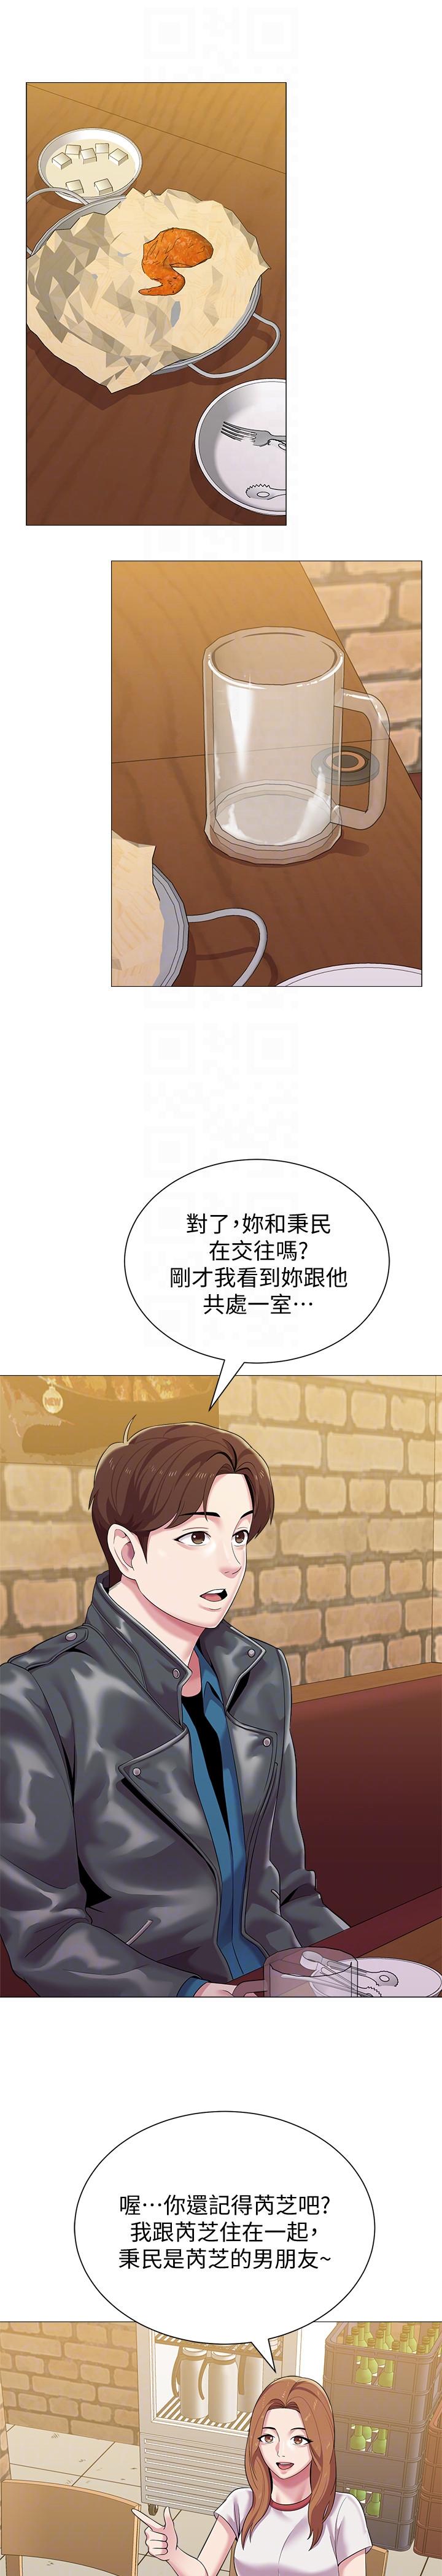 對了,妳和秉民
在交往嗎?
剛才我看到妳跟他
共處一室⋯
喔⋯你還記得芮芝吧?
我跟芮芝住在一起,
秉民是芮芝的男朋友~